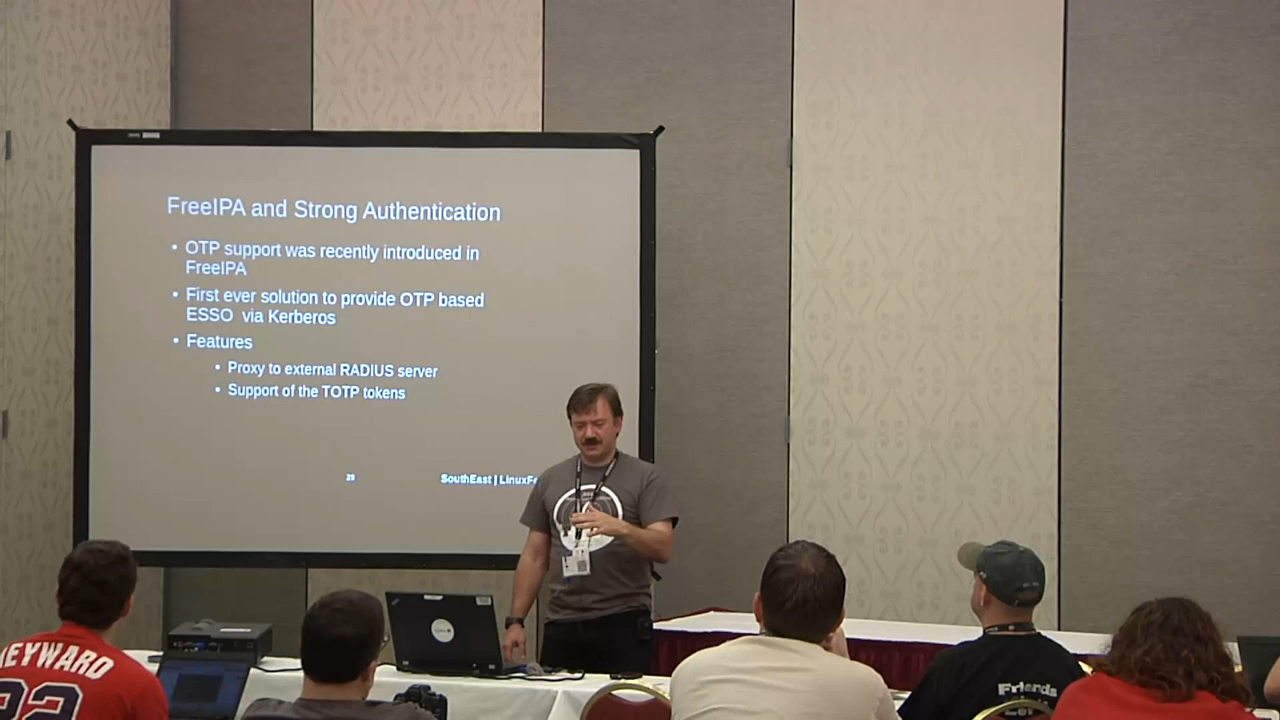 FreeIPA and Strong Authentication
• OTP support was recently introduced in
FreeIPA
• First ever solution to provide OTP based
ESSO via Kerberos
• Features
• Proxy to external RADIUS server
• Support of the TOTP tokens
29
SouthEast | LinuxFe
HEYWARD
22
Friends